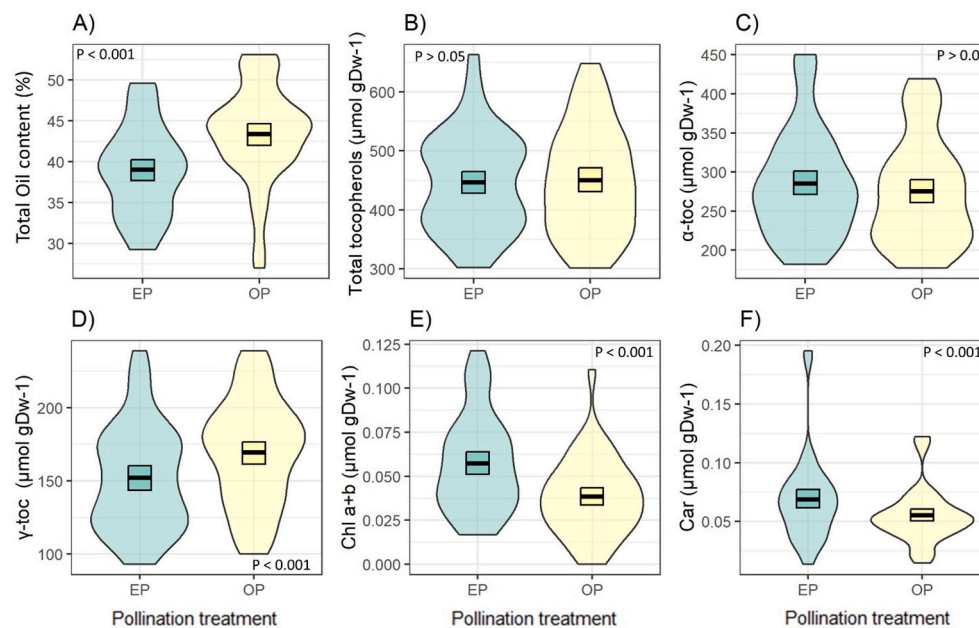 A)
P < 0.001
Total Oil content (%)
50
45
40
35
30
EP
OP
B)
P > 0.05
Total tocopherols (µmol gDw-1)
600
500
400
300
EP
OP
C)
P > 0.0
α-toc (µmol gDw-1)
450
400
350
300
250
200
EP
OP
D)
P < 0.001
γ-toc (µmol gDw-1)
200
150
100
EP
OP
Pollination treatment
E)
P < 0.001
Chl a+b (µmol gDw-1)
0.125
0.100
0.075
0.050
0.025
0.000
EP
OP
Pollination treatment
F)
P < 0.001
Car (µmol gDw-1)
0.20
0.15
0.10
0.05
EP
OP
Pollination treatment